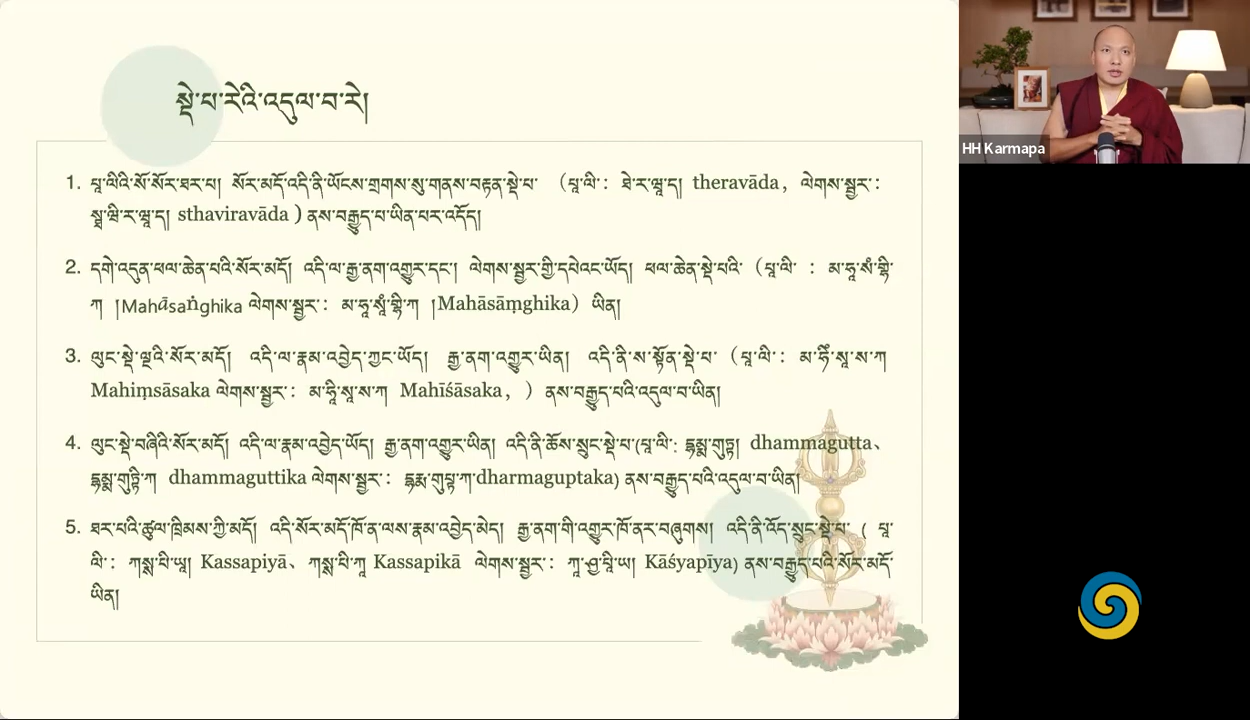 སྡེ་པ་རེའི་འདུལ་བ་རེ།
1. པཱ་ལིའི་སོ་སོར་ཐར་པ། སོར་མདོ་འདི་ནི་ཡོངས་གྲགས་སུ་གནས་བརྟན་སྡེ་པ་ （པཱ་ལི་: ཐེ་ར་ཝཱ་ད། theravāda, ལེགས་སྦྱར་:
སྠཱ་ཝི་ར་ཝཱ་ད། sthaviravāda ) ནས་བརྒྱུད་པ་ཡིན་པར་འདོད།
2. དགེ་འདུན་ཕལ་ཆེན་པའི་སོར་མདོ། འདི་ལ་རྒྱ་ནག་འགྱུར་དང་། ལེགས་སྦྱར་གྱི་དཔེའང་ཡོད། ཕལ་ཆེན་སྡེ་པའི་ （པཱ་ལི་ : མ་ཧཱ་སཾ་གྷི་
ཀ །Mahāsaṅghika ལེགས་སྦྱར་: མ་ཧཱ་སཱཾ་གྷི་ཀ །Mahāsāṃghika） ཡིན།
3. ལུང་སྡེ་ལྔའི་སོར་མདོ། འདི་ལ་རྣམ་འབྱེད་ཀྱང་ཡོད། རྒྱ་ནག་འགྱུར་ཡིན། འདི་ནི་ས་སྟོན་སྡེ་པ་ （པཱ་ལི་: མ་ཧིཾ་སཱ་ས་ཀ
Mahiṃsāsaka ལེགས་སྦྱར་: མ་ཧཱི་སཱ་ས་ཀ Mahīśāsaka, ） ནས་བརྒྱུད་པའི་འདུལ་བ་ཡིན།
4. ལུང་སྡེ་བཞིའི་སོར་མདོ། འདི་ལ་རྣམ་འབྱེད་ཡོད། རྒྱ་ནག་འགྱུར་ཡིན། འདི་ནི་ཆོས་སྲུང་སྡེ་པ་(པཱ་ལི་: དྷམྨ་གུཏྟ། dhammagutta、
དྷམྨ་གུཏྟི་ཀ dhammaguttika ལེགས་སྦྱར་: དྷརྨ་གུཔྟ་ཀ་dharmaguptaka) ནས་བརྒྱུད་པའི་འདུལ་བ་ཡིན།
5. ཐར་པའི་ཚུལ་ཁྲིམས་ཀྱི་མདོ། འདི་སོར་མདོ་ཁོ་ན་ལས་རྣམ་འབྱེད་མེད། རྒྱ་ནག་གི་འགྱུར་ཁོ་ནར་བཞུགས། འདི་ནི་འོད་སྲུང་སྡེ་པ་ ( པཱ་
ལི་: ཀསྶ་པི་ཡཱ། Kassapiyā、ཀསྶ་པི་ཀཱ Kassapikā ལེགས་སྦྱར་: ཀཱ་ཤྱ་པཱི་ཡ། Kāśyapīya) ནས་བརྒྱུད་པའི་སོར་མདོ་
ཡིན།
HH Karmapa